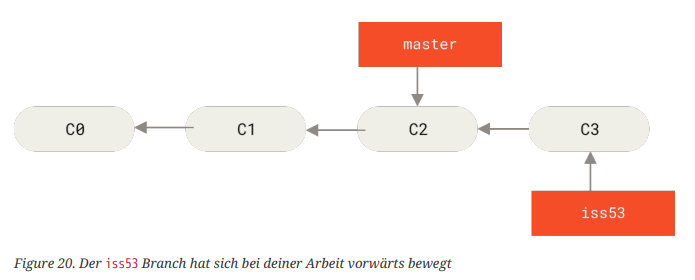 master
C0 C1 C2 C3
iss53
Figure 20. Der iss53 Branch hat sich bei deiner Arbeit vorwärts bewegt